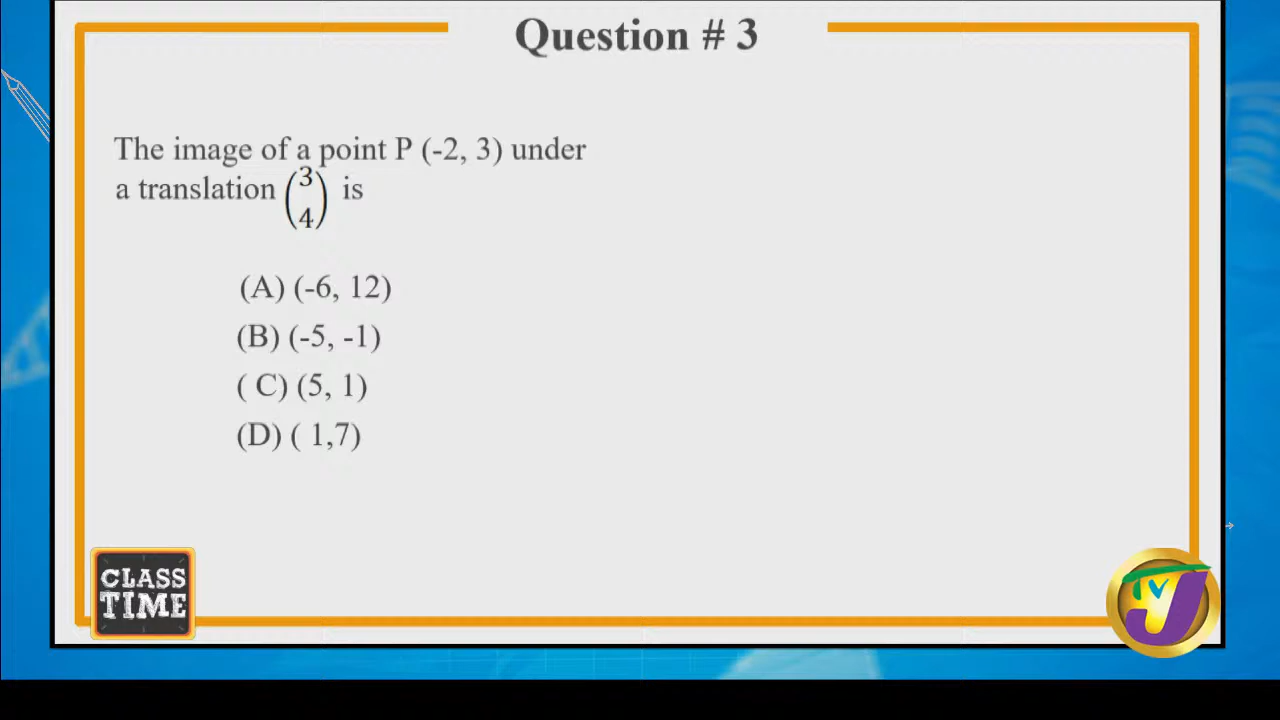 Question # 3
The image of a point P (-2, 3) under
a translation (3 4) is
(A) (-6, 12)
(B) (-5, -1)
( C) (5, 1)
(D) ( 1,7)
CLASS
TIME
TVJ